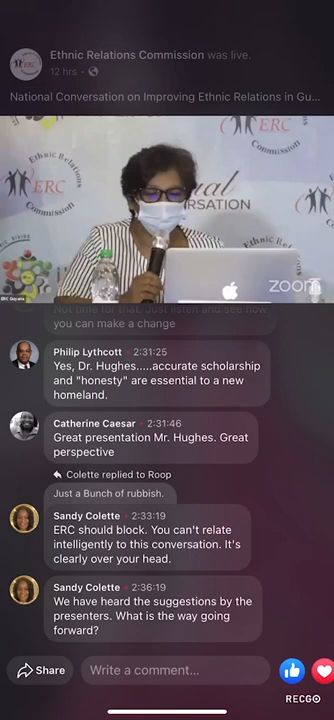 Ethnic Relations Commission was live.
12 hrs
National Conversation on Improving Ethnic Relations in Gu...
ERC
Commission
Ethnic Relations
ERC
Commission
ional
ERSATION
Ethnic Re
ERC Guyana
zoom
Not time for that. Just listen and see how
you can make a change
Philip Lythcott • 2:31:25
Yes, Dr. Hughes.....accurate scholarship
and "honesty" are essential to a new
homeland.
Catherine Caesar • 2:31:46
Great presentation Mr. Hughes. Great
perspective
Colette replied to Roop
Just a Bunch of rubbish.
Sandy Colette • 2:33:19
ERC should block. You can't relate
intelligently to this conversation. It's
clearly over your head.
Sandy Colette • 2:36:19
We have heard the suggestions by the
presenters. What is the way going
forward?
Share
Write a comment...
RECGO